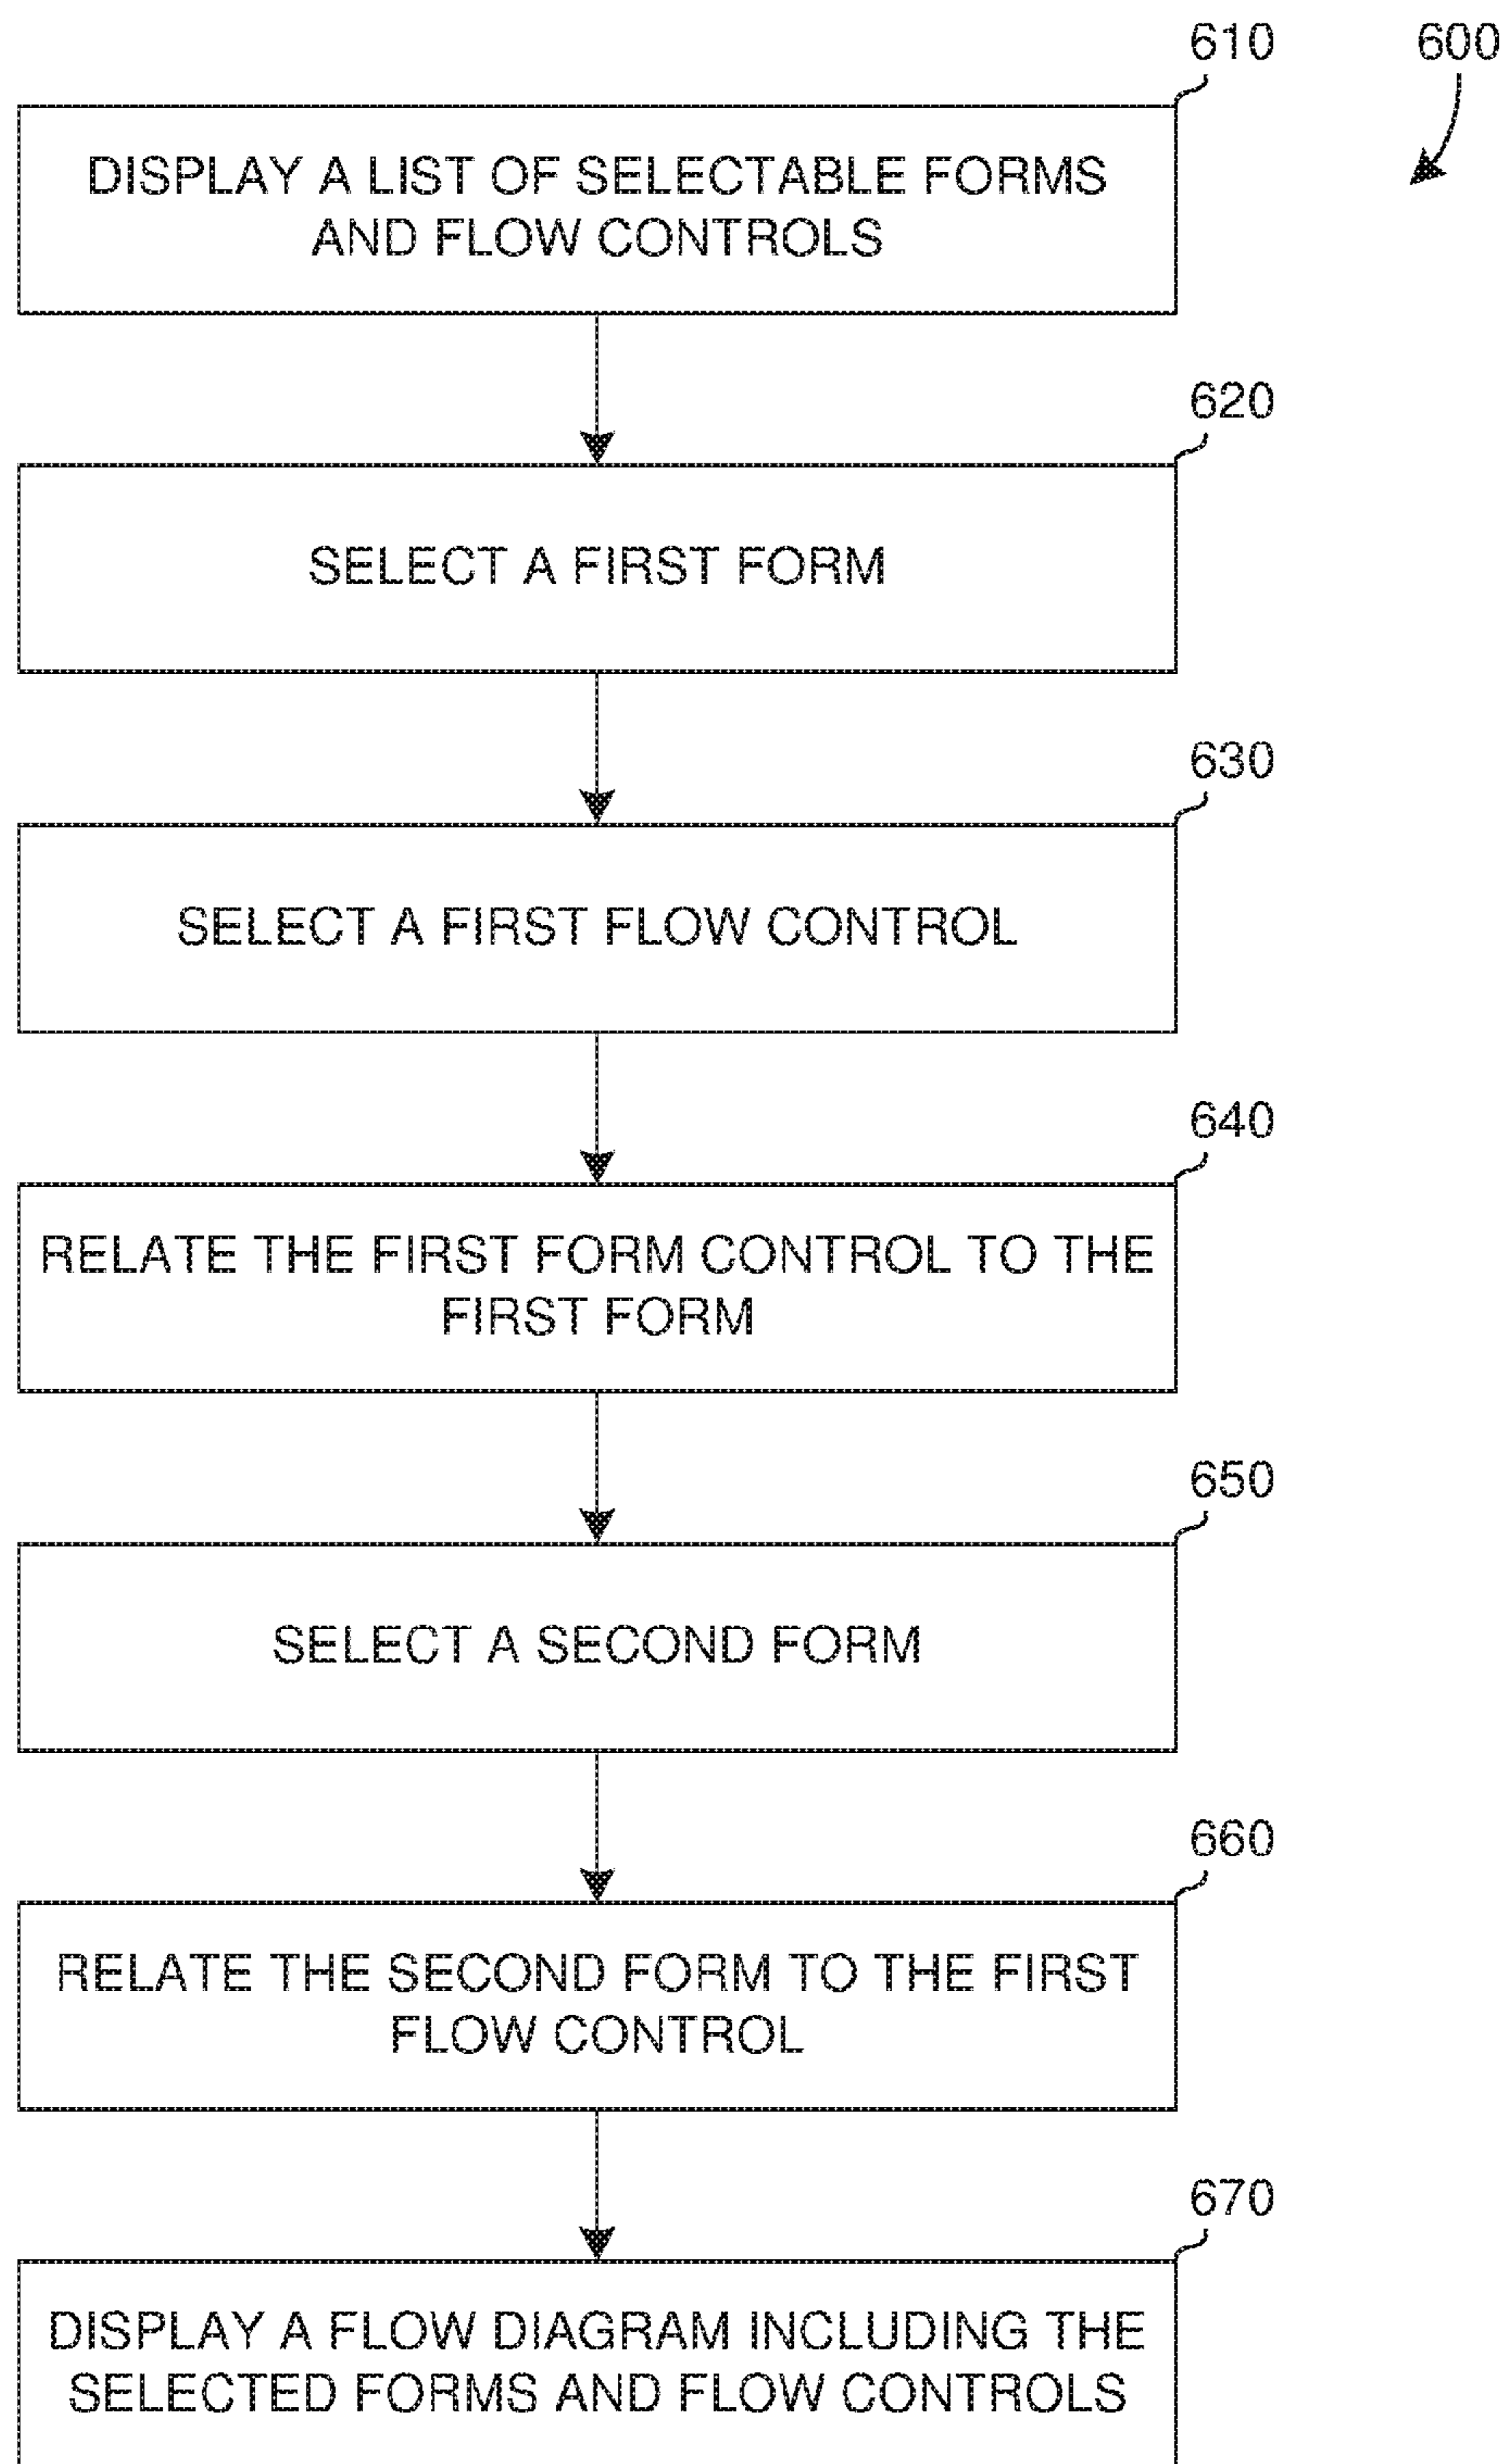 610
600
DISPLAY A LIST OF SELECTABLE FORMS
AND FLOW CONTROLS
620
SELECT A FIRST FORM
630
SELECT A FIRST FLOW CONTROL
640
RELATE THE FIRST FORM CONTROL TO THE
FIRST FORM
650
SELECT A SECOND FORM
660
RELATE THE SECOND FORM TO THE FIRST
FLOW CONTROL
670
DISPLAY A FLOW DIAGRAM INCLUDING THE
SELECTED FORMS AND FLOW CONTROLS